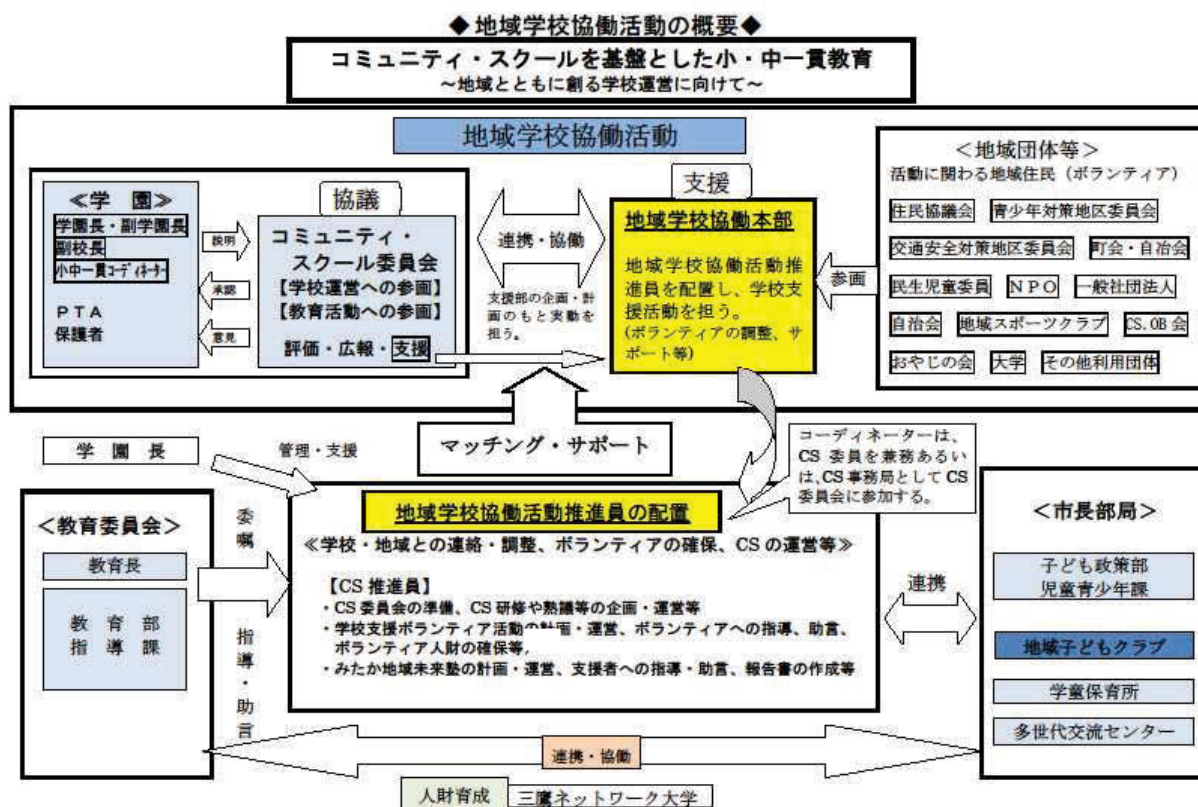 ◆地域学校協働活動の概要◆
コミュニティ・スクールを基盤とした小・中一貫教育
～地域とともに創る学校運営に向けて～
地域学校協働活動
≪学　園≫
学園長・副学園長
副校長
小中一貫コーディネーター
ＰＴＡ
保護者
説明
承認
意見
協議
コミュニティ・
スクール委員会
【学校運営への参画】
【教育活動への参画】
評価・広報・支援
連携・協働
支援部の企画・計
画のもと実動を
担う。
支援
地域学校協働本部
地域学校協働活動推
進員を配置し、学校支
援活動を担う。
(ボランティアの調整、サ
ポート等)
参画
＜地域団体等＞
活動に関わる地域住民（ボランティア）
住民協議会　青少年対策地区委員会
交通安全対策地区委員会　町会・自治会
民生児童委員　ＮＰＯ　一般社団法人
自治会　地域スポーツクラブ　CS.OB会
おやじの会　大学　その他利用団体
マッチング・サポート
コーディネーターは、
CS 委員を兼務あるい
は、CS事務局としてCS
委員会に参加する。
学　園　長
管理・支援
＜教育委員会＞
教育長
教　育　部
指　導　課
委嘱
指導・助言
地域学校協働活動推進員の配置
≪学校・地域との連絡・調整、ボランティアの確保、CSの運営等≫
【CS推進員】
・CS委員会の準備、CS研修や熟議等の企画・運営等
・学校支援ボランティア活動の計画・運営、ボランティアへの指導、助言、
ボランティア人財の確保等,
・みたか地域未来塾の計画・運営、支援者への指導・助言、報告書の作成等
連携
＜市長部局＞
子ども政策部
児童青少年課
地域子どもクラブ
学童保育所
多世代交流センター
連携・協働
人財育成　三鷹ネットワーク大学